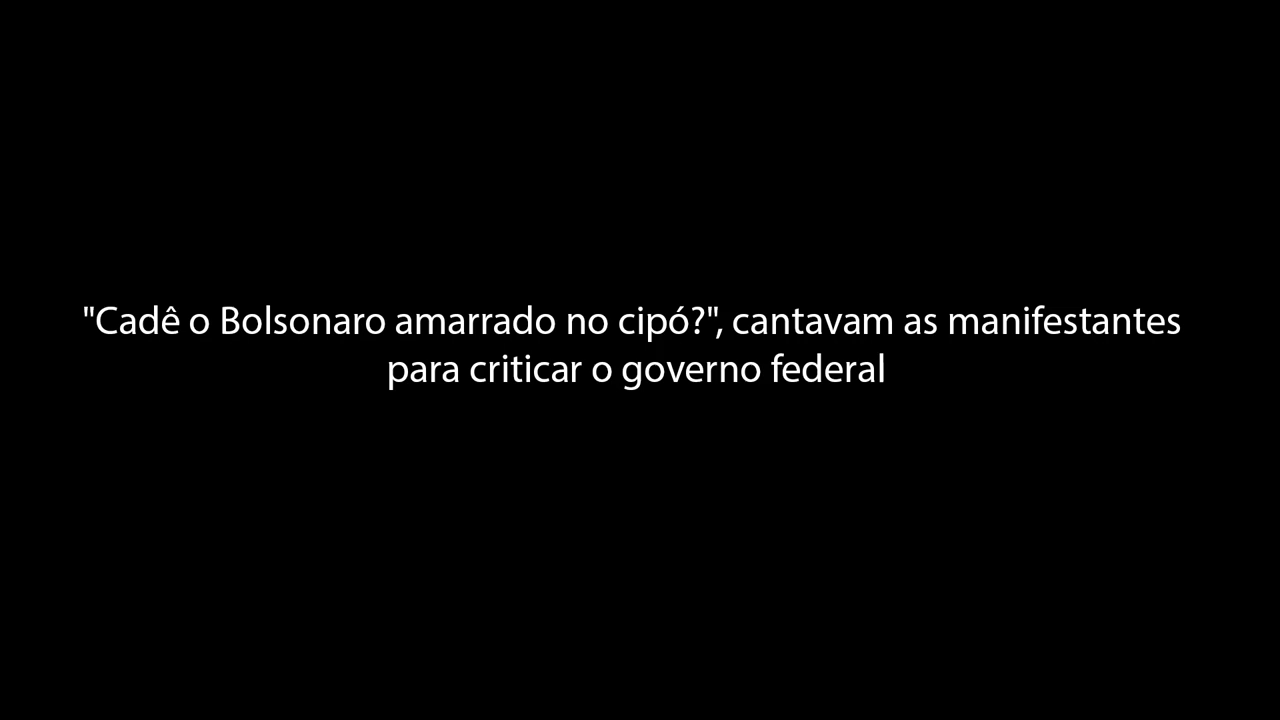 "Cadê o Bolsonaro amarrado no cipó?", cantavam as manifestantes
para criticar o governo federal